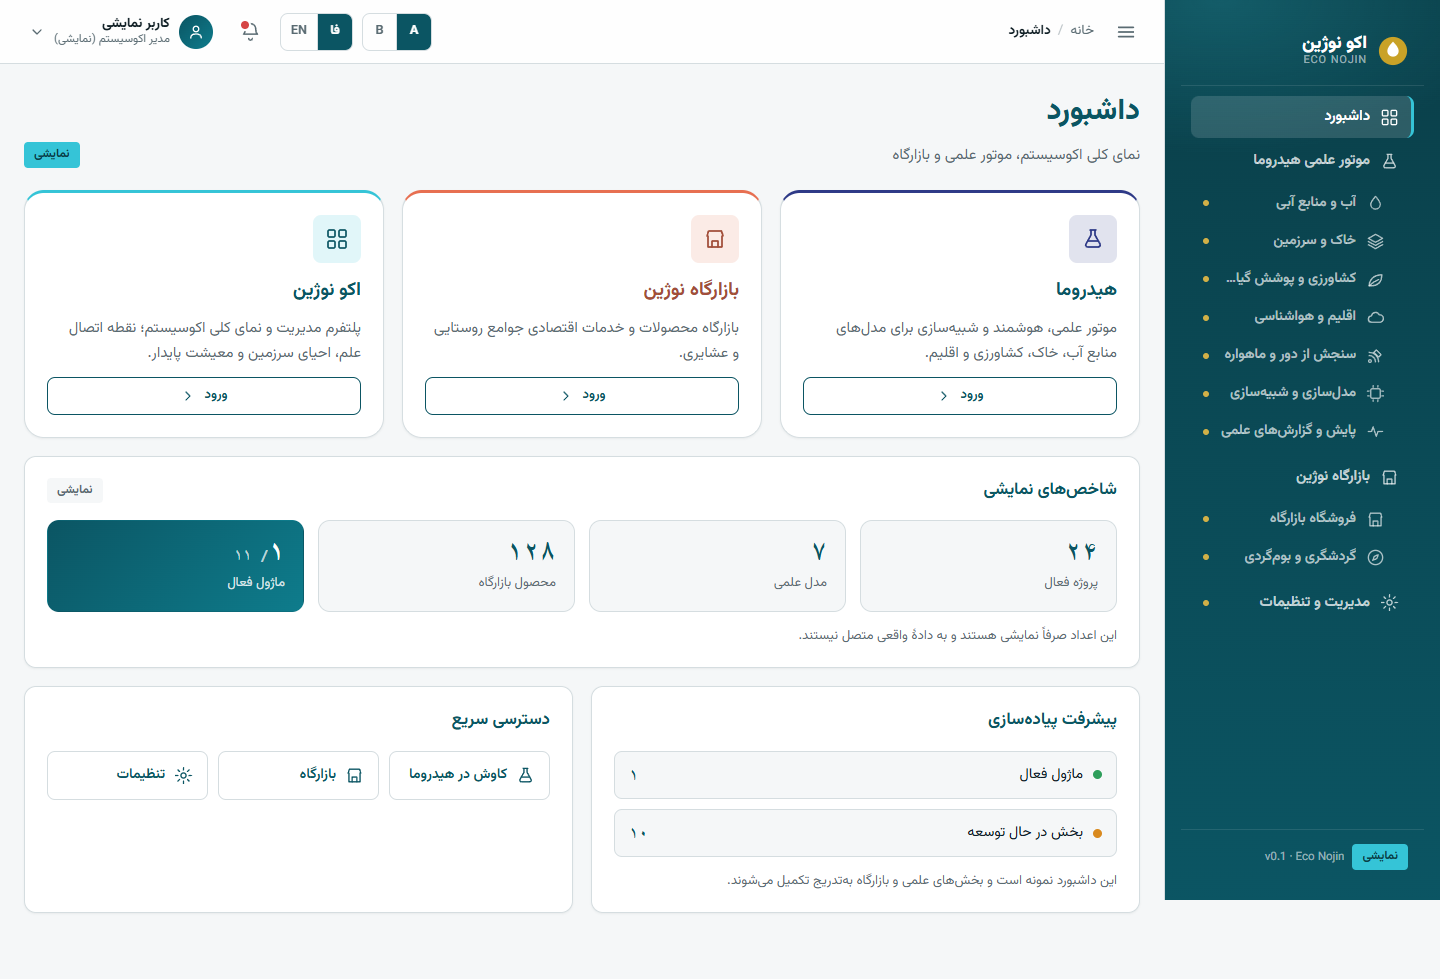 اکو نوژین
ECO NOJIN
داشبورد
موتور علمی هیدروما
آب و منابع آبی
خاک و سرزمین
کشاورزی و پوشش گیا...
اقلیم و هواشناسی
سنجش از دور و ماهواره
مدل‌سازی و شبیه‌سازی
پایش و گزارش‌های علمی
بازارگاه نوژین
فروشگاه بازارگاه
گردشگری و بوم‌گردی
مدیریت و تنظیمات
نمایشی
v0.1 · Eco Nojin
خانه / داشبورد
A B
فا EN
کاربر نمایشی
مدیر اکوسیستم (نمایشی)
داشبورد
نمای کلی اکوسیستم، موتور علمی و بازارگاه
نمایشی
هیدروما
موتور علمی، هوشمند و شبیه‌سازی برای مدل‌های
منابع آب، خاک، کشاورزی و اقلیم.
ورود
بازارگاه نوژین
بازارگاه محصولات و خدمات اقتصادی جوامع روستایی
و عشایری.
ورود
اکو نوژین
پلتفرم مدیریت و نمای کلی اکوسیستم؛ نقطه اتصال
علم، احیای سرزمین و معیشت پایدار.
ورود
شاخص‌های نمایشی
نمایشی
۲۴
پروژه فعال
۷
مدل علمی
۱۲۸
محصول بازارگاه
۱ / ۱۱
ماژول فعال
این اعداد صرفاً نمایشی هستند و به دادهٔ واقعی متصل نیستند.
پیشرفت پیاده‌سازی
ماژول فعال ۱
بخش در حال توسعه ۱۰
این داشبورد نمونه است و بخش‌های علمی و بازارگاه به‌تدریج تکمیل می‌شوند.
دسترسی سریع
کاوش در هیدروما
بازارگاه
تنظیمات